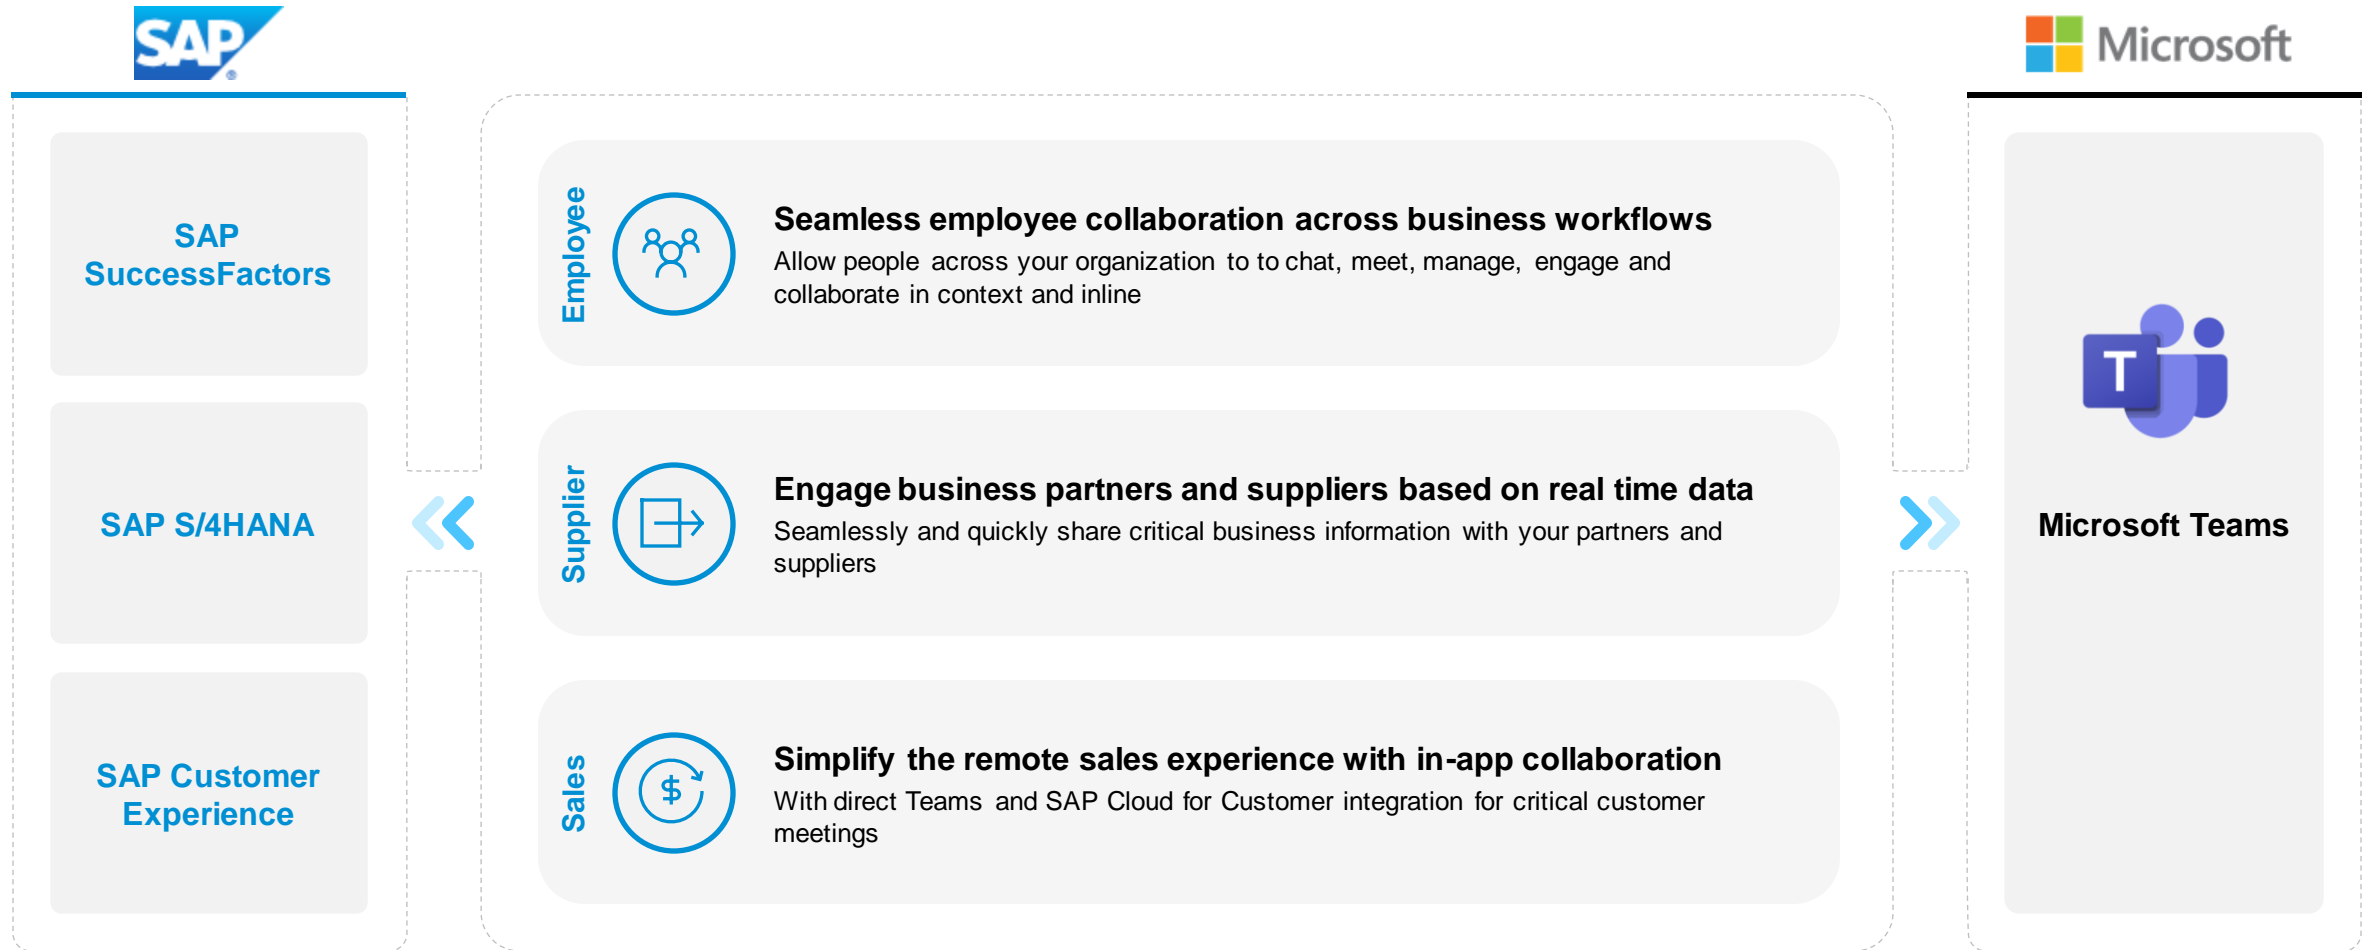 SAP
Microsoft
SAP
SuccessFactors
SAP S/4HANA
SAP Customer
Experience
Employee
Seamless employee collaboration across business workflows
Allow people across your organization to to chat, meet, manage, engage and
collaborate in context and inline
Supplier
Engage business partners and suppliers based on real time data
Seamlessly and quickly share critical business information with your partners and
suppliers
Sales
$
Simplify the remote sales experience with in-app collaboration
With direct Teams and SAP Cloud for Customer integration for critical customer
meetings
T
Microsoft Teams